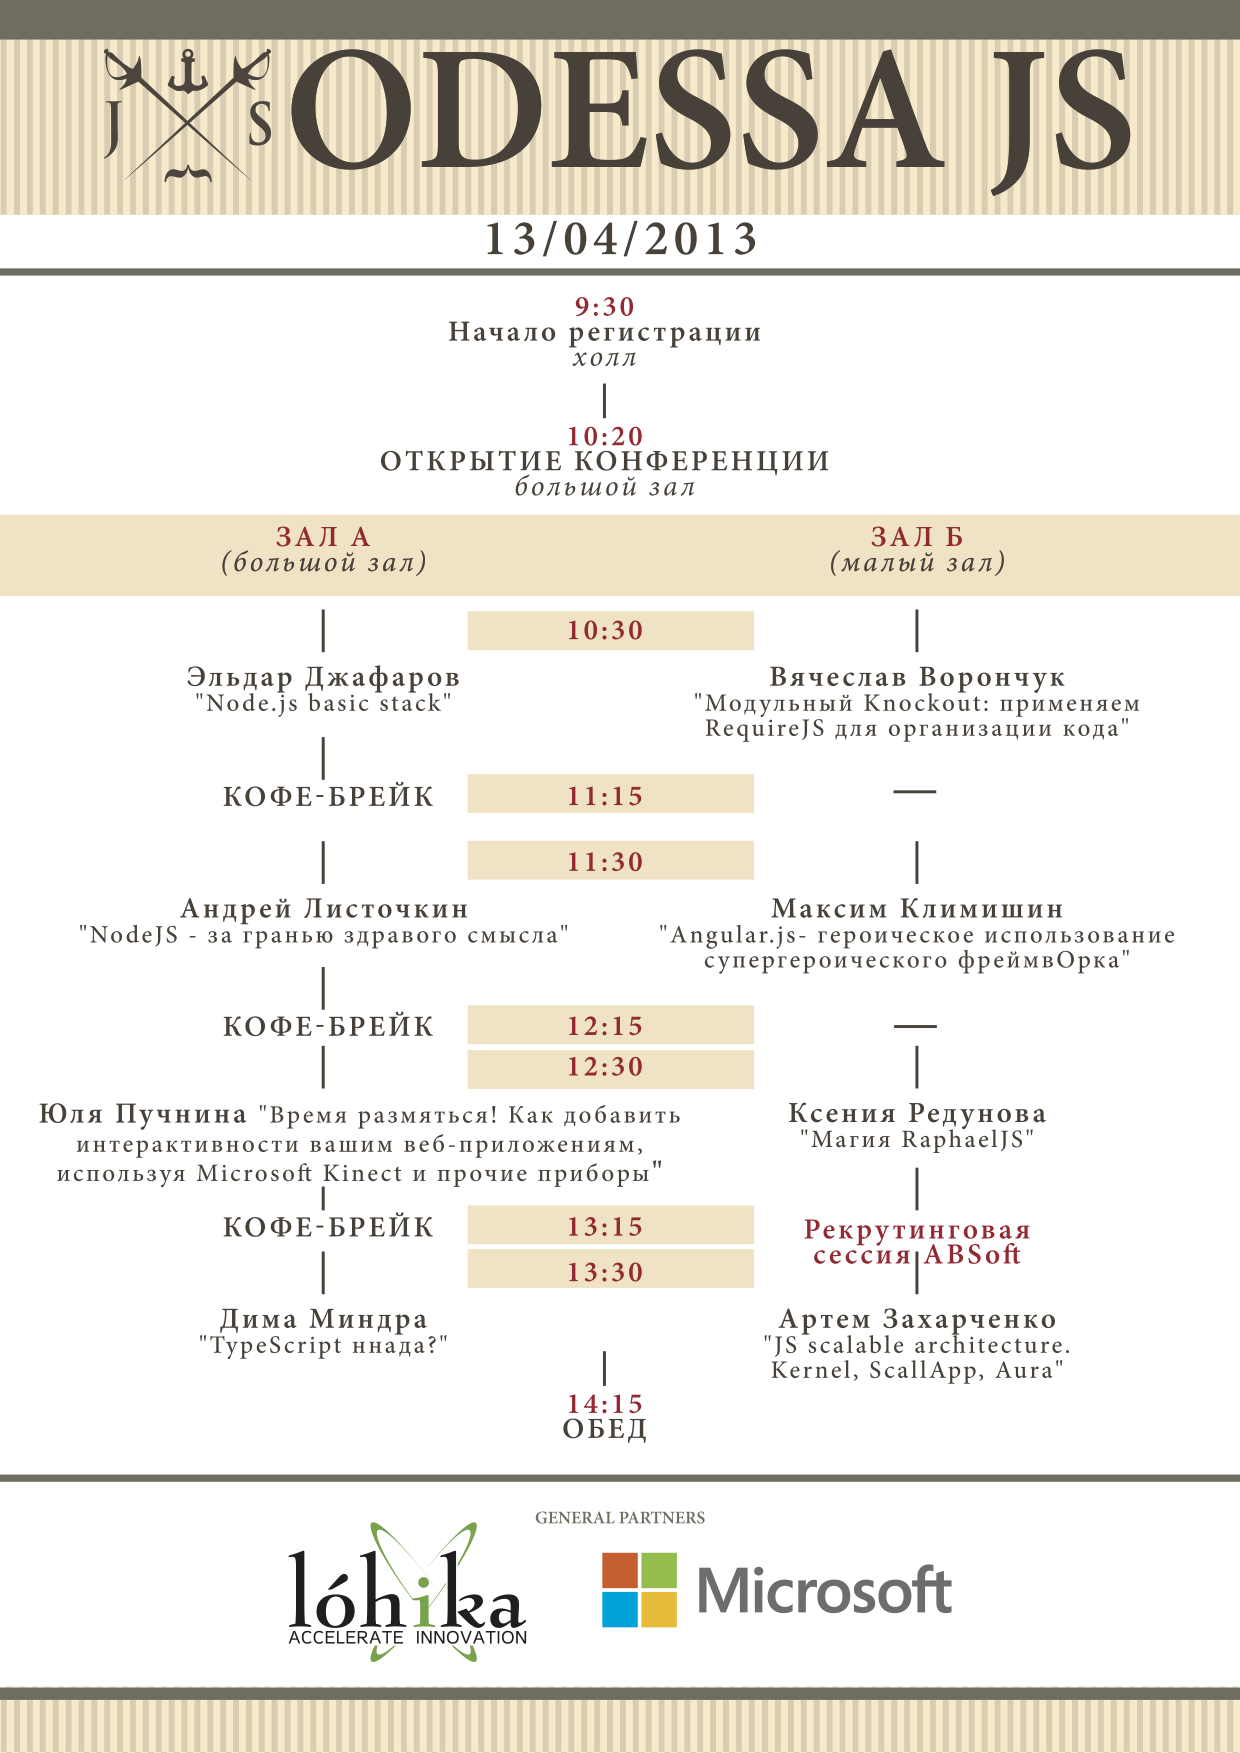 J S ODESSA JS
13/04/2013
9:30
Начало регистрации
холл
10:20
ОТКРЫТИЕ КОНФЕРЕНЦИИ
большой зал
ЗАЛ А
(большой зал)
ЗАЛ Б
(малый зал)
10:30
Эльдар Джафаров
"Node.js basic stack"
Вячеслав Ворончук
"Модульный Knockout: применяем
RequireJS для организации кода"
КОФЕ-БРЕЙК
11:15
—
11:30
Андрей Листочкин
"NodeJS - за гранью здравого смысла"
Максим Климишин
"Angular.js- героическое использование
супергероического фреймвОрка"
КОФЕ-БРЕЙК
12:15
—
12:30
Юля Пучнина "Время размяться! Как добавить
интерактивности вашим веб-приложениям,
используя Microsoft Kinect и прочие приборы"
Ксения Редунова
"Магия RaphaelJS"
КОФЕ-БРЕЙК
13:15
Рекрутинговая
сессия ABSoft
13:30
Дима Миндра
"TypeScript ннада?"
Артем Захарченко
"JS scalable architecture.
Kernel, ScallApp, Aura"
14:15
ОБЕД
GENERAL PARTNERS
lóhika
ACCELERATE INNOVATION
Microsoft